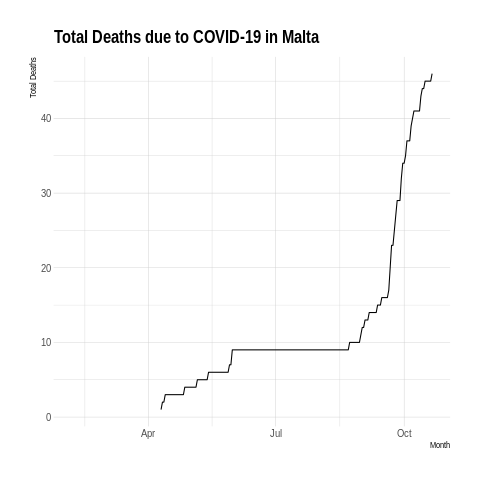 Total Deaths due to COVID-19 in Malta
Total Deaths
40
30
20
10
0
Apr
Jul
Oct
Month